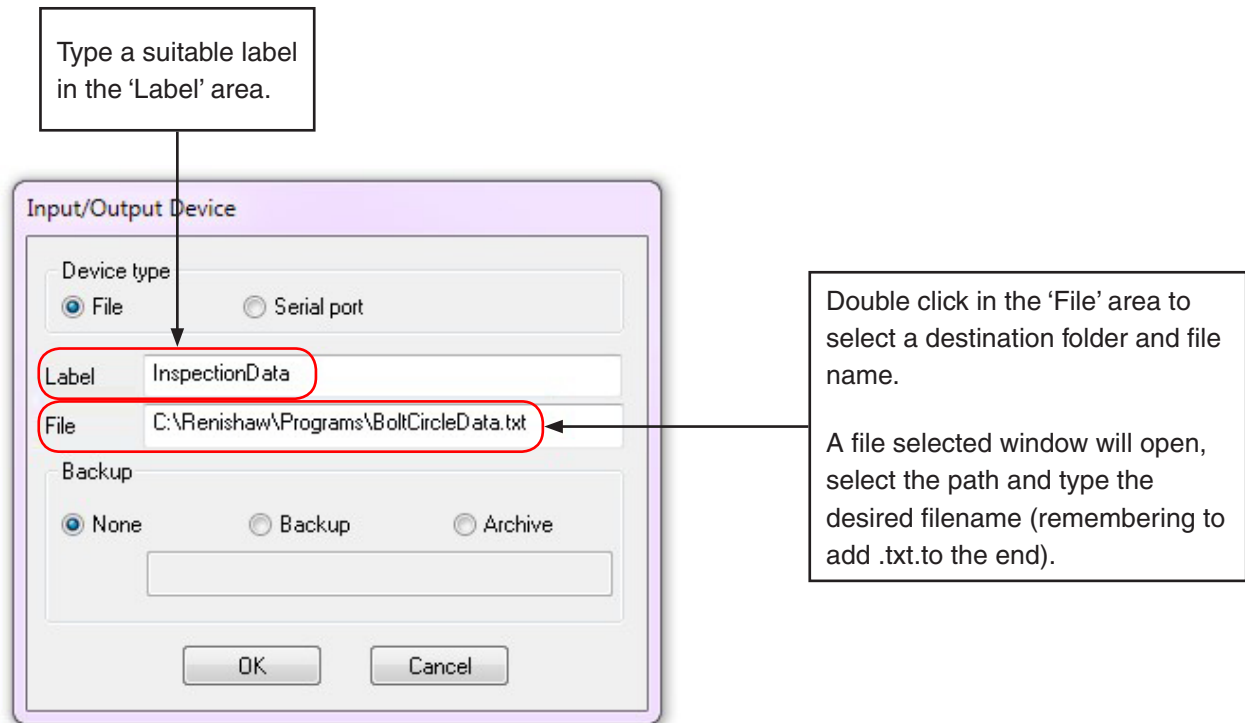 Type a suitable label
in the ‘Label’ area.
Input/Output Device
Device type
File
Serial port
Label
InspectionData
File
C:\Renishaw\Programs\BoltCircleData.txt
Backup
None
Backup
Archive
OK
Cancel
Double click in the ‘File’ area to
select a destination folder and file
name.
A file selected window will open,
select the path and type the
desired filename (remembering to
add .txt.to the end).